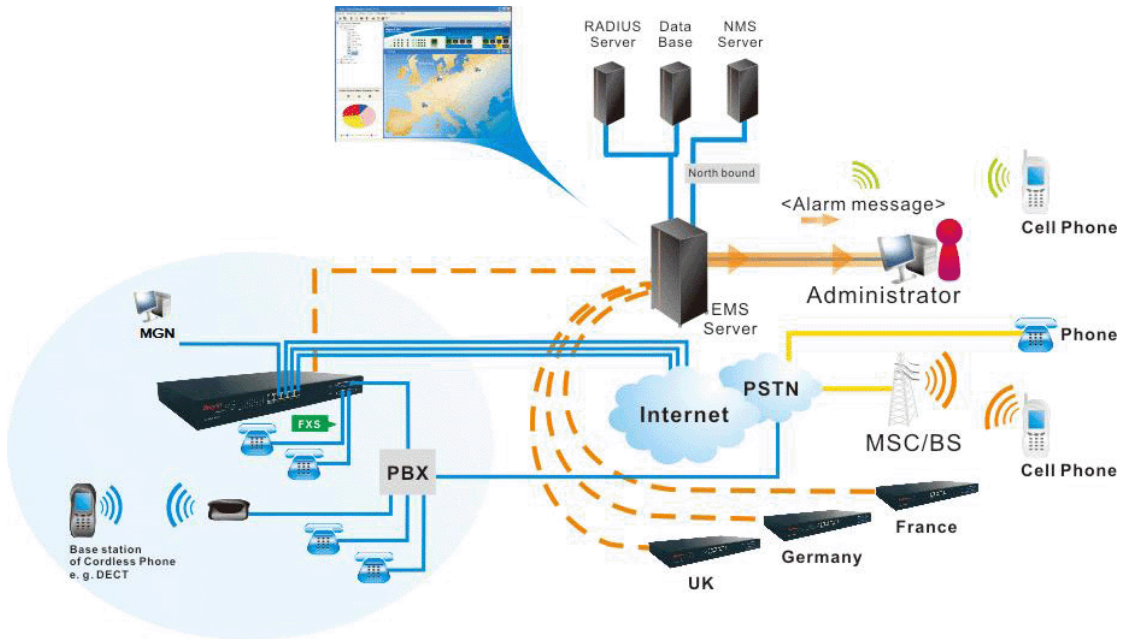 RADIUS
Server
Data
Base
NMS
Server
North bound
<Alarm message>
Cell Phone
Administrator
EMS
Server
MGN
FXS
PBX
Internet
PSTN
Phone
MSC/BS
Cell Phone
Base station
of Cordless Phone
e. g. DECT
France
Germany
UK